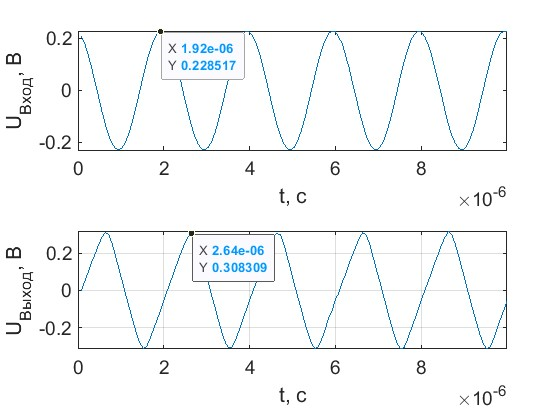 0.2
0
-0.2
U_Вход, В
X 1.92e-06
Y 0.228517
0 2 4 6 8
t, с
×10^-6
0.2
0
-0.2
U_Выход, В
X 2.64e-06
Y 0.308309
0 2 4 6 8
t, с
×10^-6